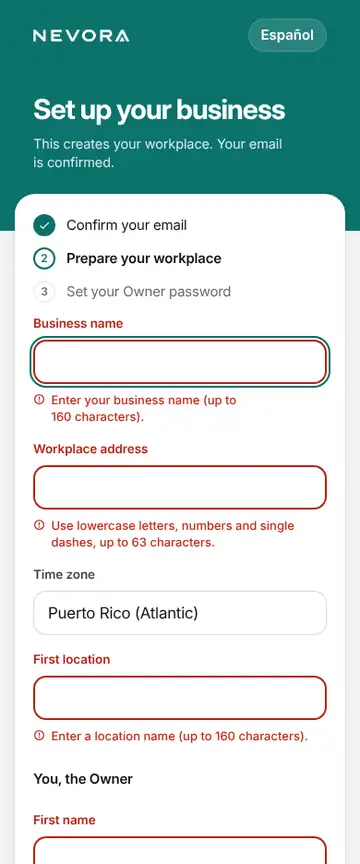 NEVORA
Español
Set up your business
This creates your workplace. Your email
is confirmed.
Confirm your email
2 Prepare your workplace
3 Set your Owner password
Business name
Enter your business name (up to
160 characters).
Workplace address
Use lowercase letters, numbers and single
dashes, up to 63 characters.
Time zone
Puerto Rico (Atlantic)
First location
Enter a location name (up to 160 characters).
You, the Owner
First name